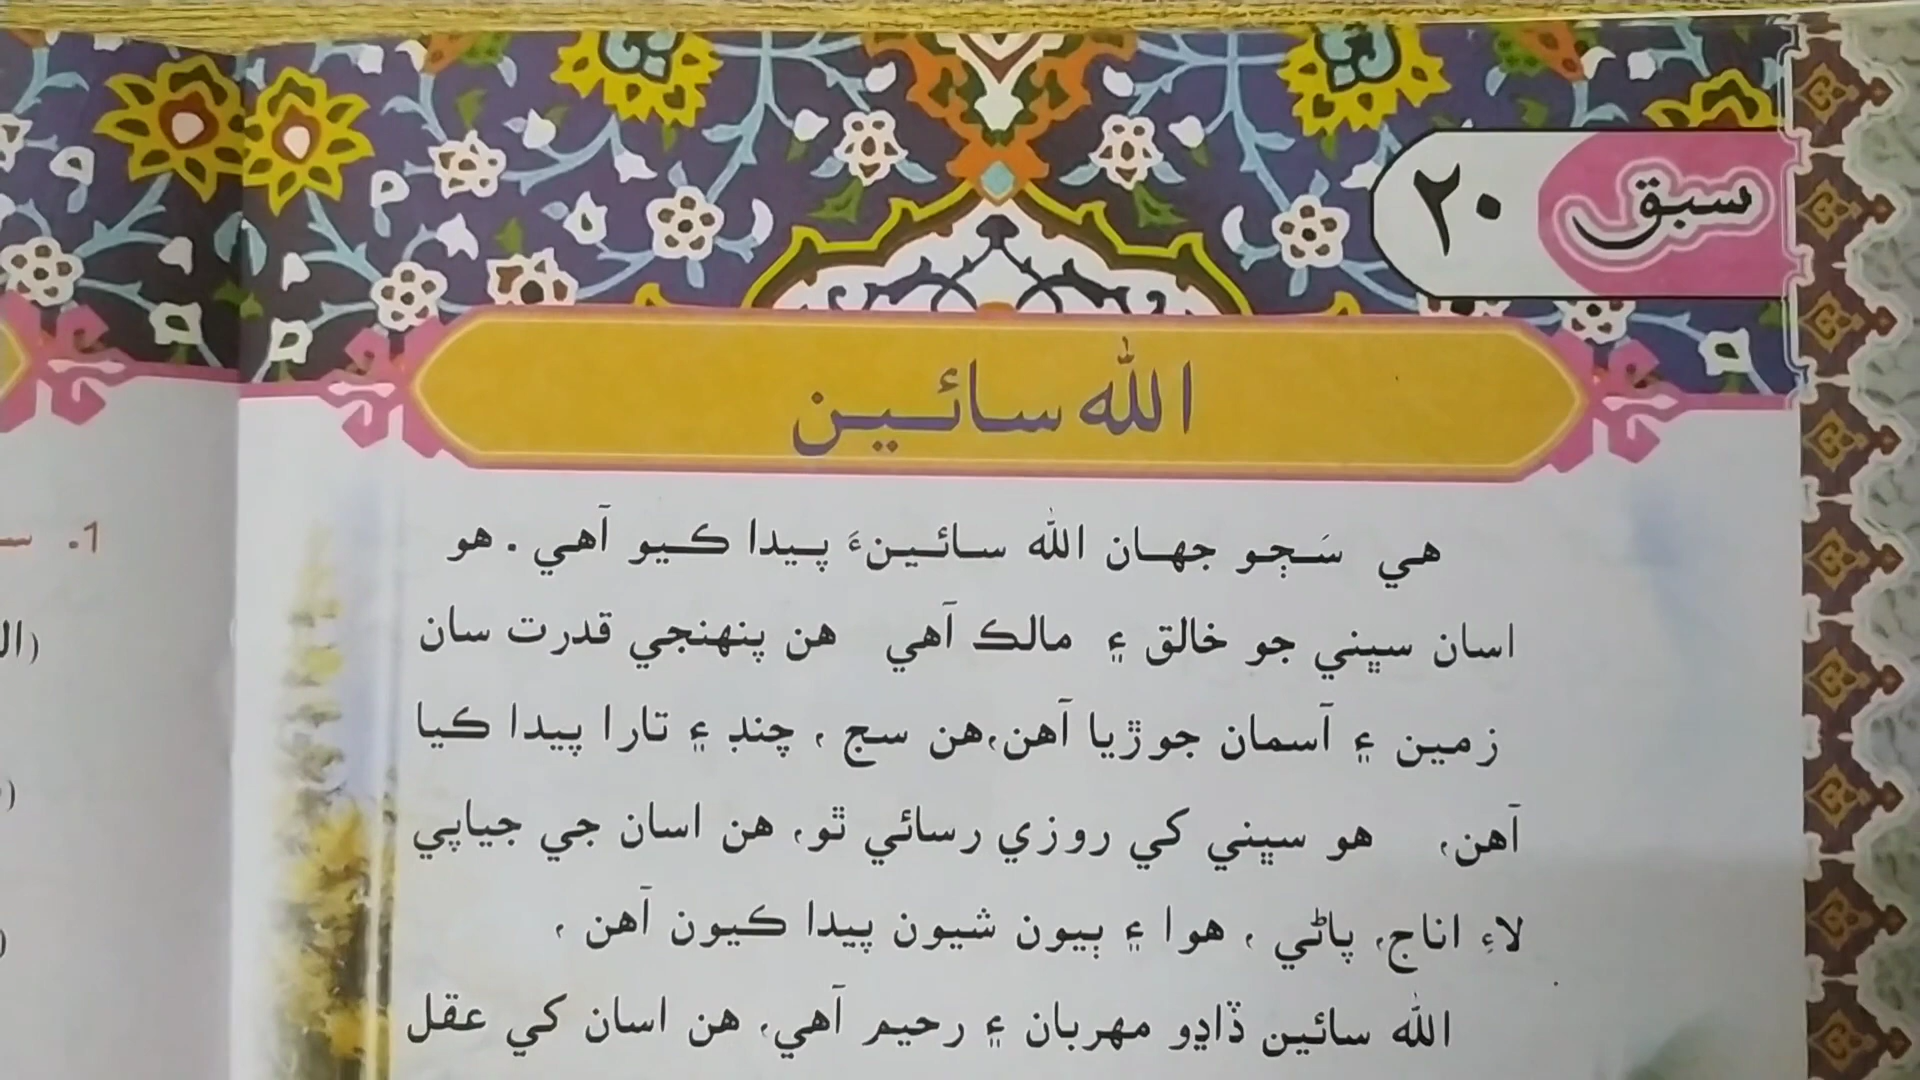 سبق ۲۰
الله سائين
هي سَڄو جهان الله سائينءَ پيدا ڪيو آهي . هو
اسان سڀني جو خالق ۽ مالڪ آهي هن پنهنجي قدرت سان
زمين ۽ آسمان جوڙيا آهن،هن سج ، چنڊ ۽ تارا پيدا ڪيا
آهن، هو سڀني کي روزي رسائي ٿو، هن اسان جي جياپي
لاءِ اناج، پاڻي ، هوا ۽ ٻيون شيون پيدا ڪيون آهن ،
الله سائين ڏاڍو مهربان ۽ رحيم آهي، هن اسان کي عقل
1.